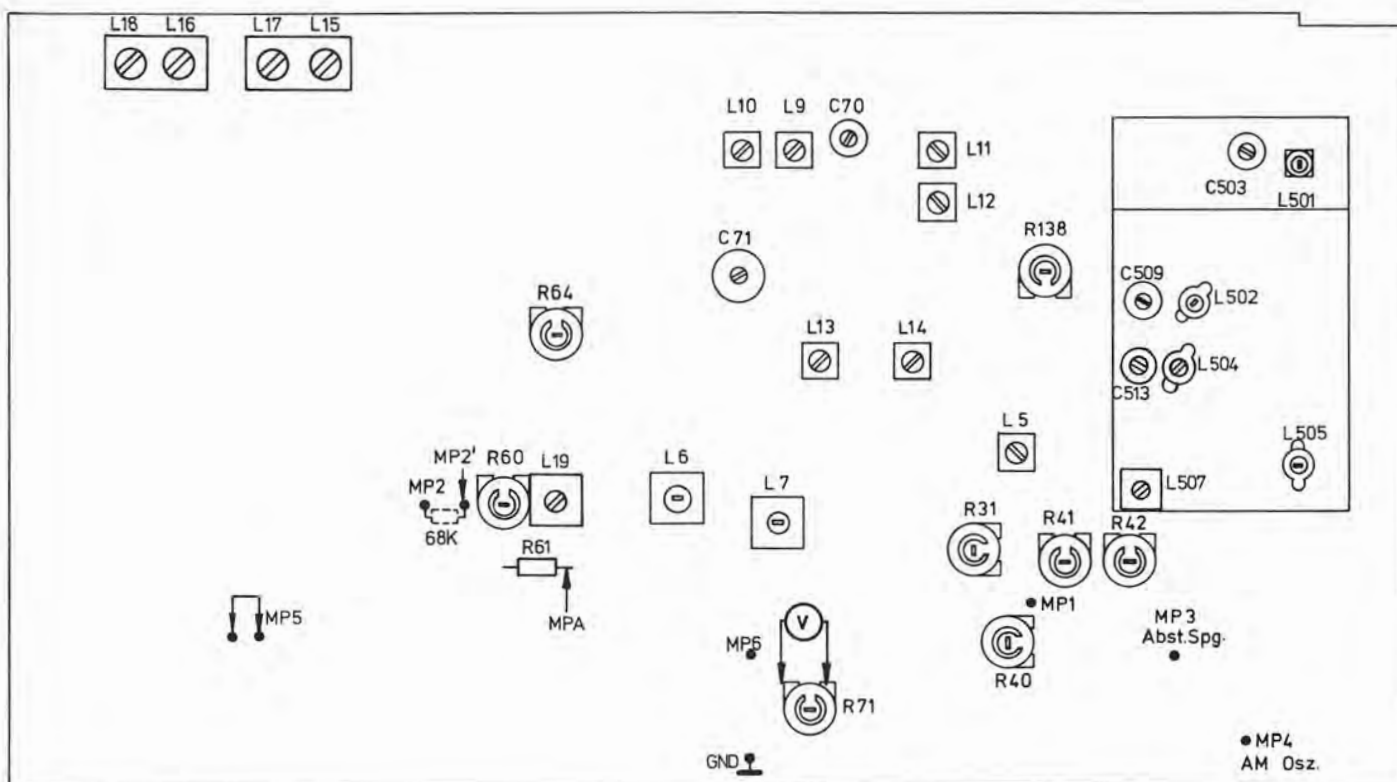 L18 L16 L17 L15
L10 L9 C70
L11
C503
L501
L12
R138
C71
C509
L502
R64
L13 L14
L504
C513
L5
L505
MP2' R60 L19 L6
MP2
L7
L507
68K
R31 R41 R42
R61
MPA
MP1
MP5
V
MP3
Abst.Spg.
MP6
R40
R71
MP4
GND
AM Osz.